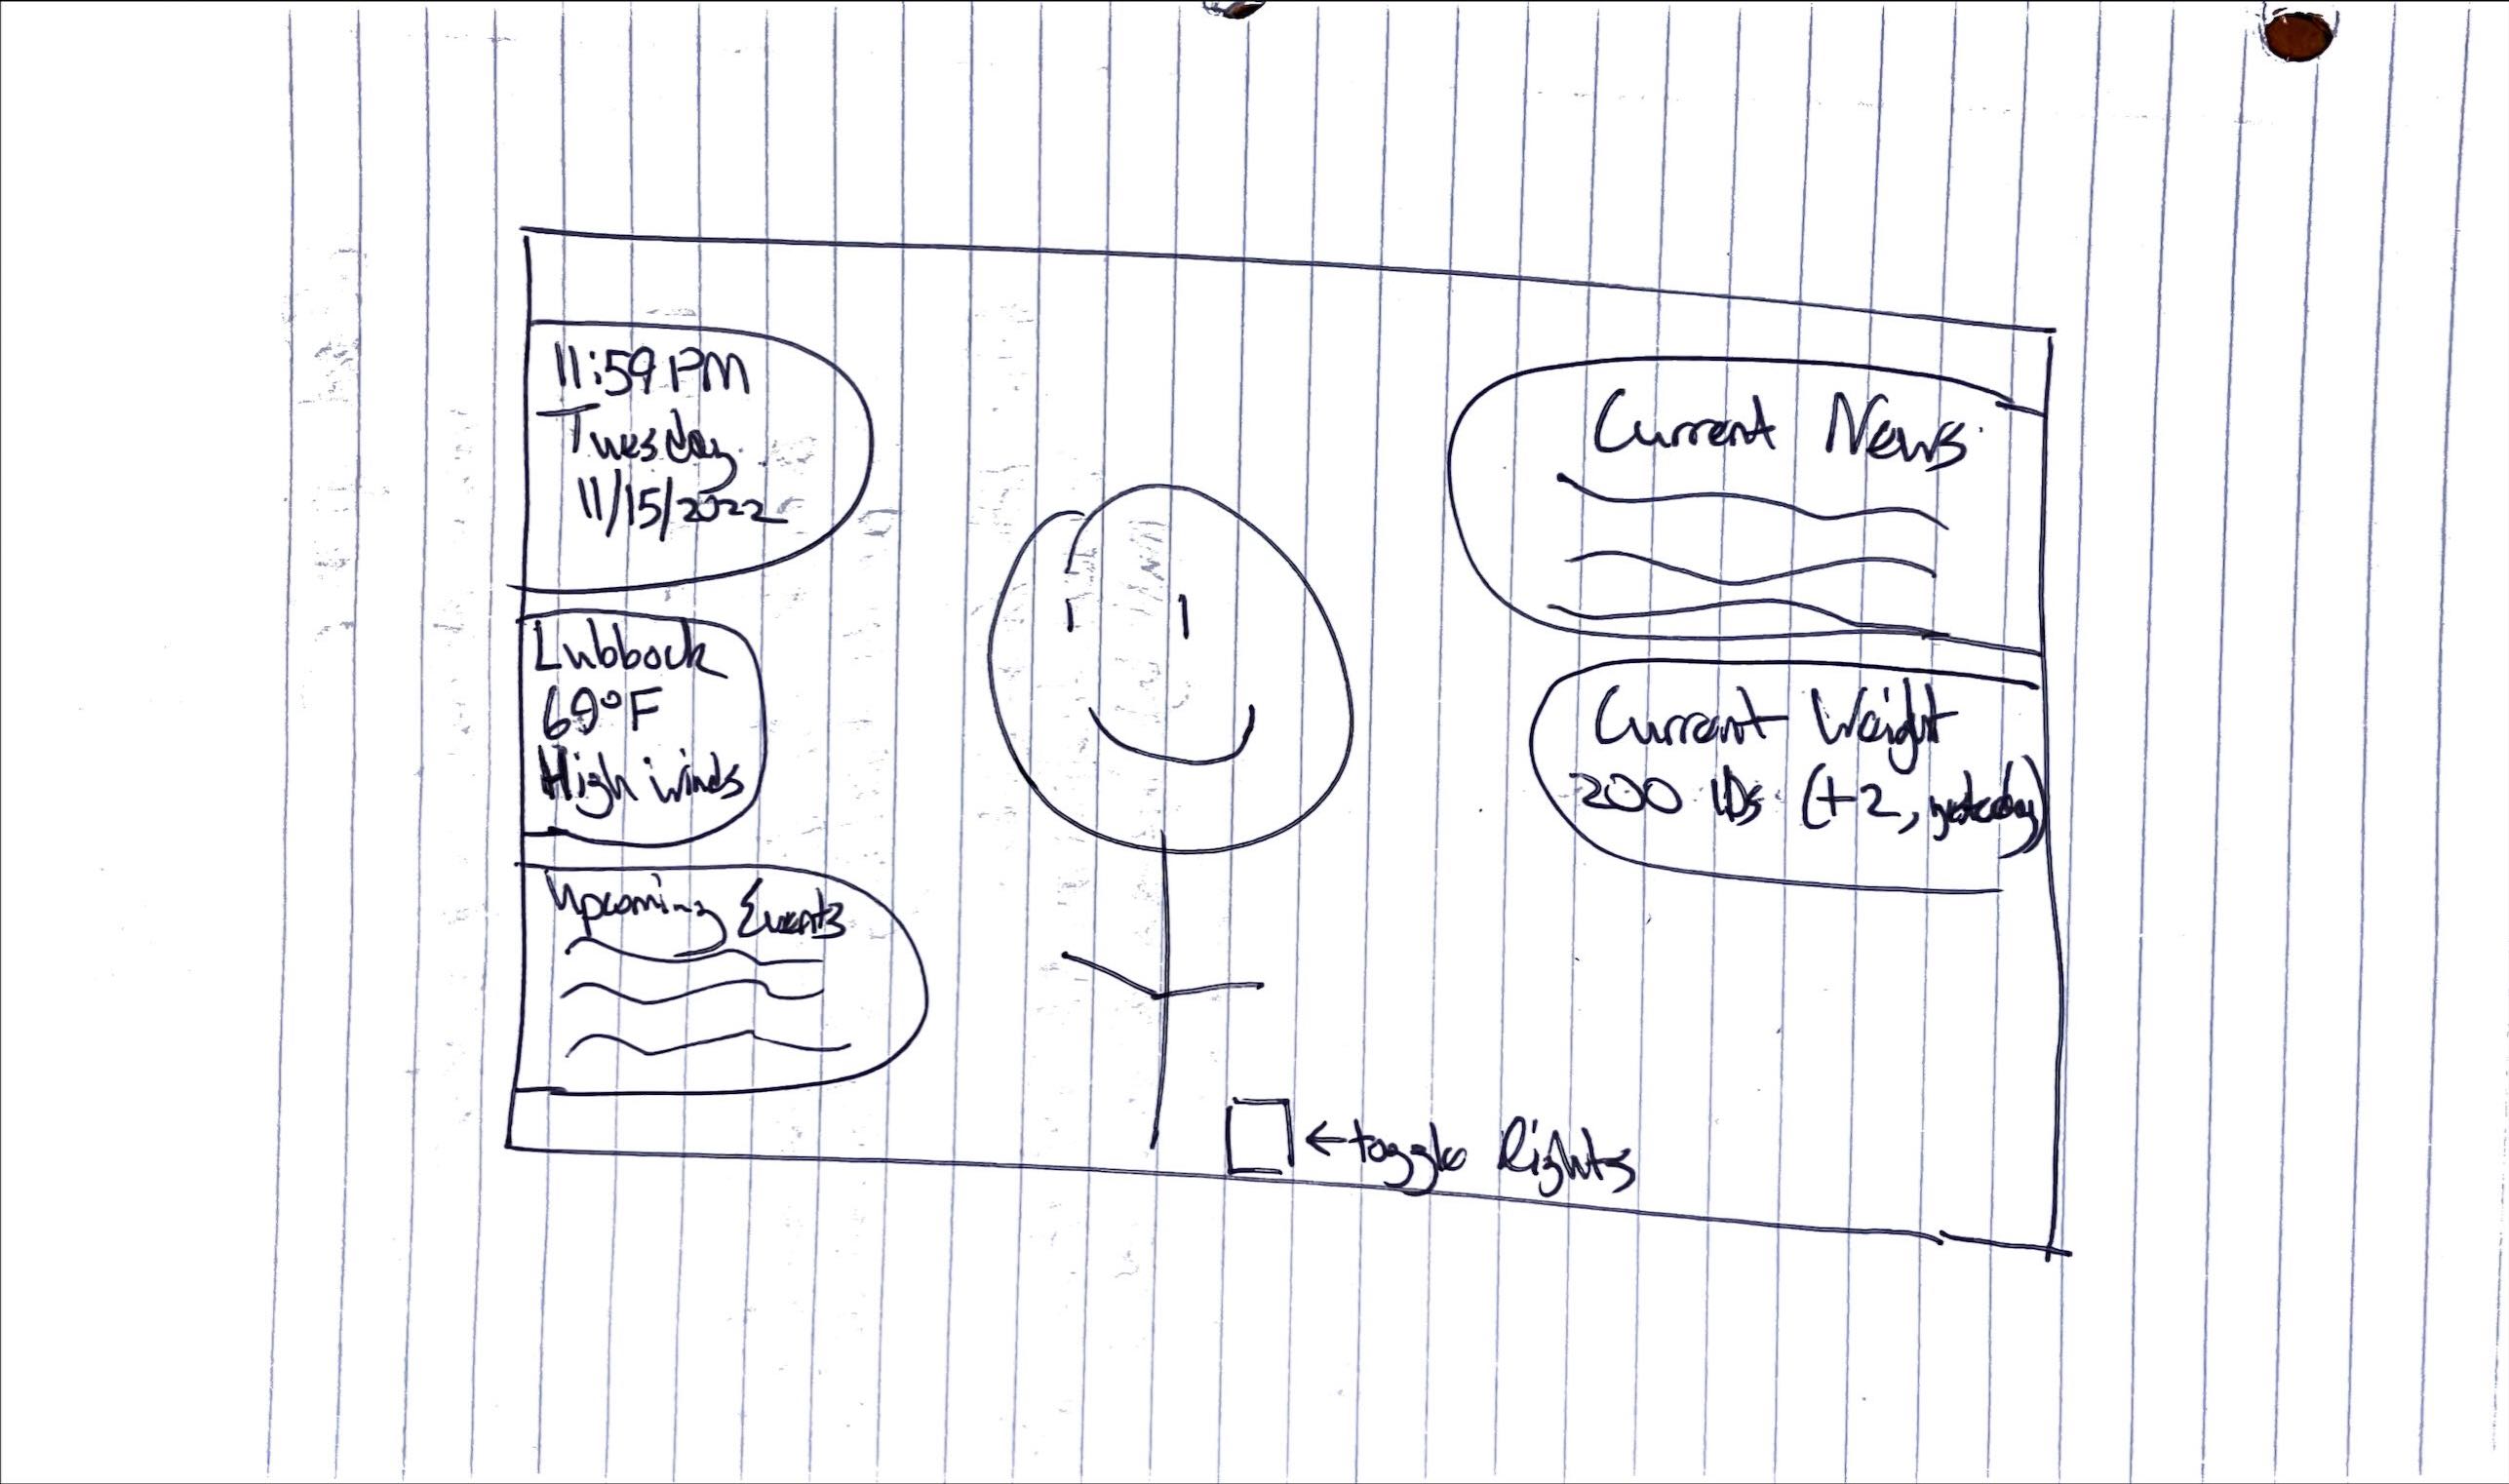 11:59 PM
Tuesday
11/15/2022
Lubbock
69°F
High winds
Upcoming Events
Current News
Current Weight
200 lbs (+2, yesterday)
←toggle lights